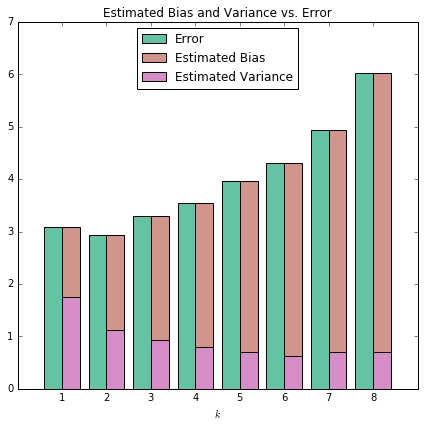 Estimated Bias and Variance vs. Error
Error
Estimated Bias
Estimated Variance
7
6
5
4
3
2
1
0
1 2 3 4 5 6 7 8
k